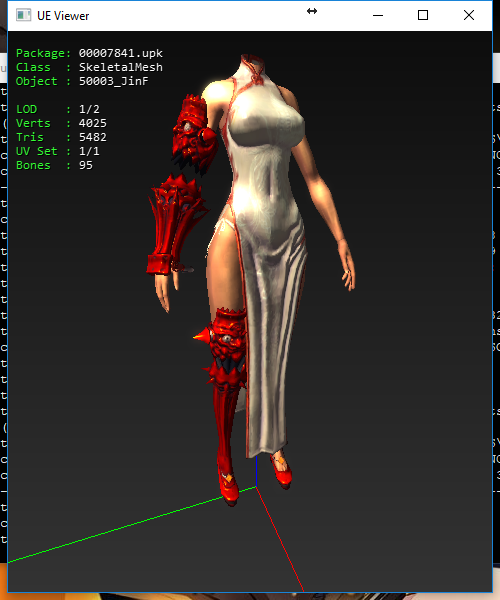 UE Viewer
Package: 00007841.upk
Class  : SkeletalMesh
Object : 50003_JinF
LOD    : 1/2
Verts  : 4025
Tris   : 5482
UV Set : 1/1
Bones  : 95